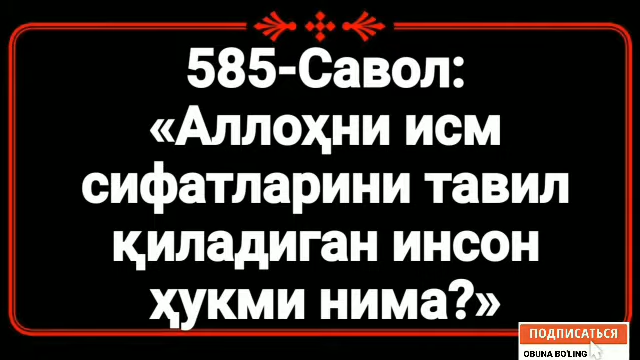 585-Савол:
«Аллоҳни исм
сифатларини тавил
қиладиган инсон
ҳукми нима?»
ПОДПИСАТЬСЯ
OBUNA BO'LING